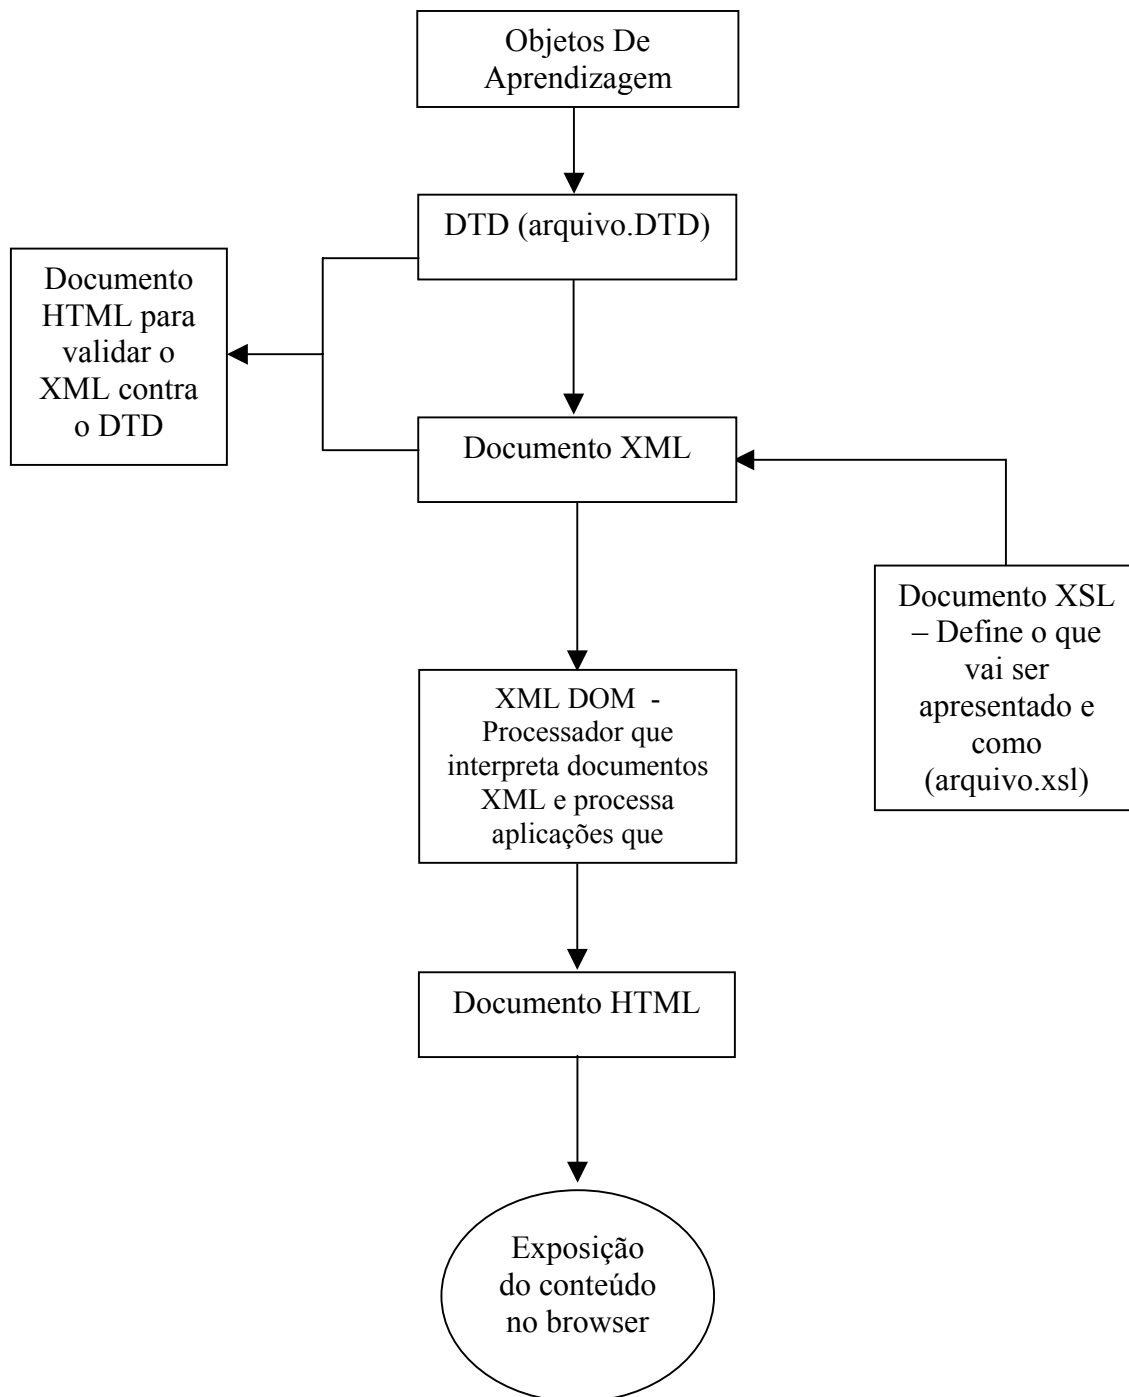 Objetos De
Aprendizagem
DTD (arquivo.DTD)
Documento
HTML para
validar o
XML contra
o DTD
Documento XML
Documento XSL
– Define o que
vai ser
apresentado e
como
(arquivo.xsl)
XML DOM  -
Processador que
interpreta documentos
XML e processa
aplicações que
Documento HTML
Exposição
do conteúdo
no browser